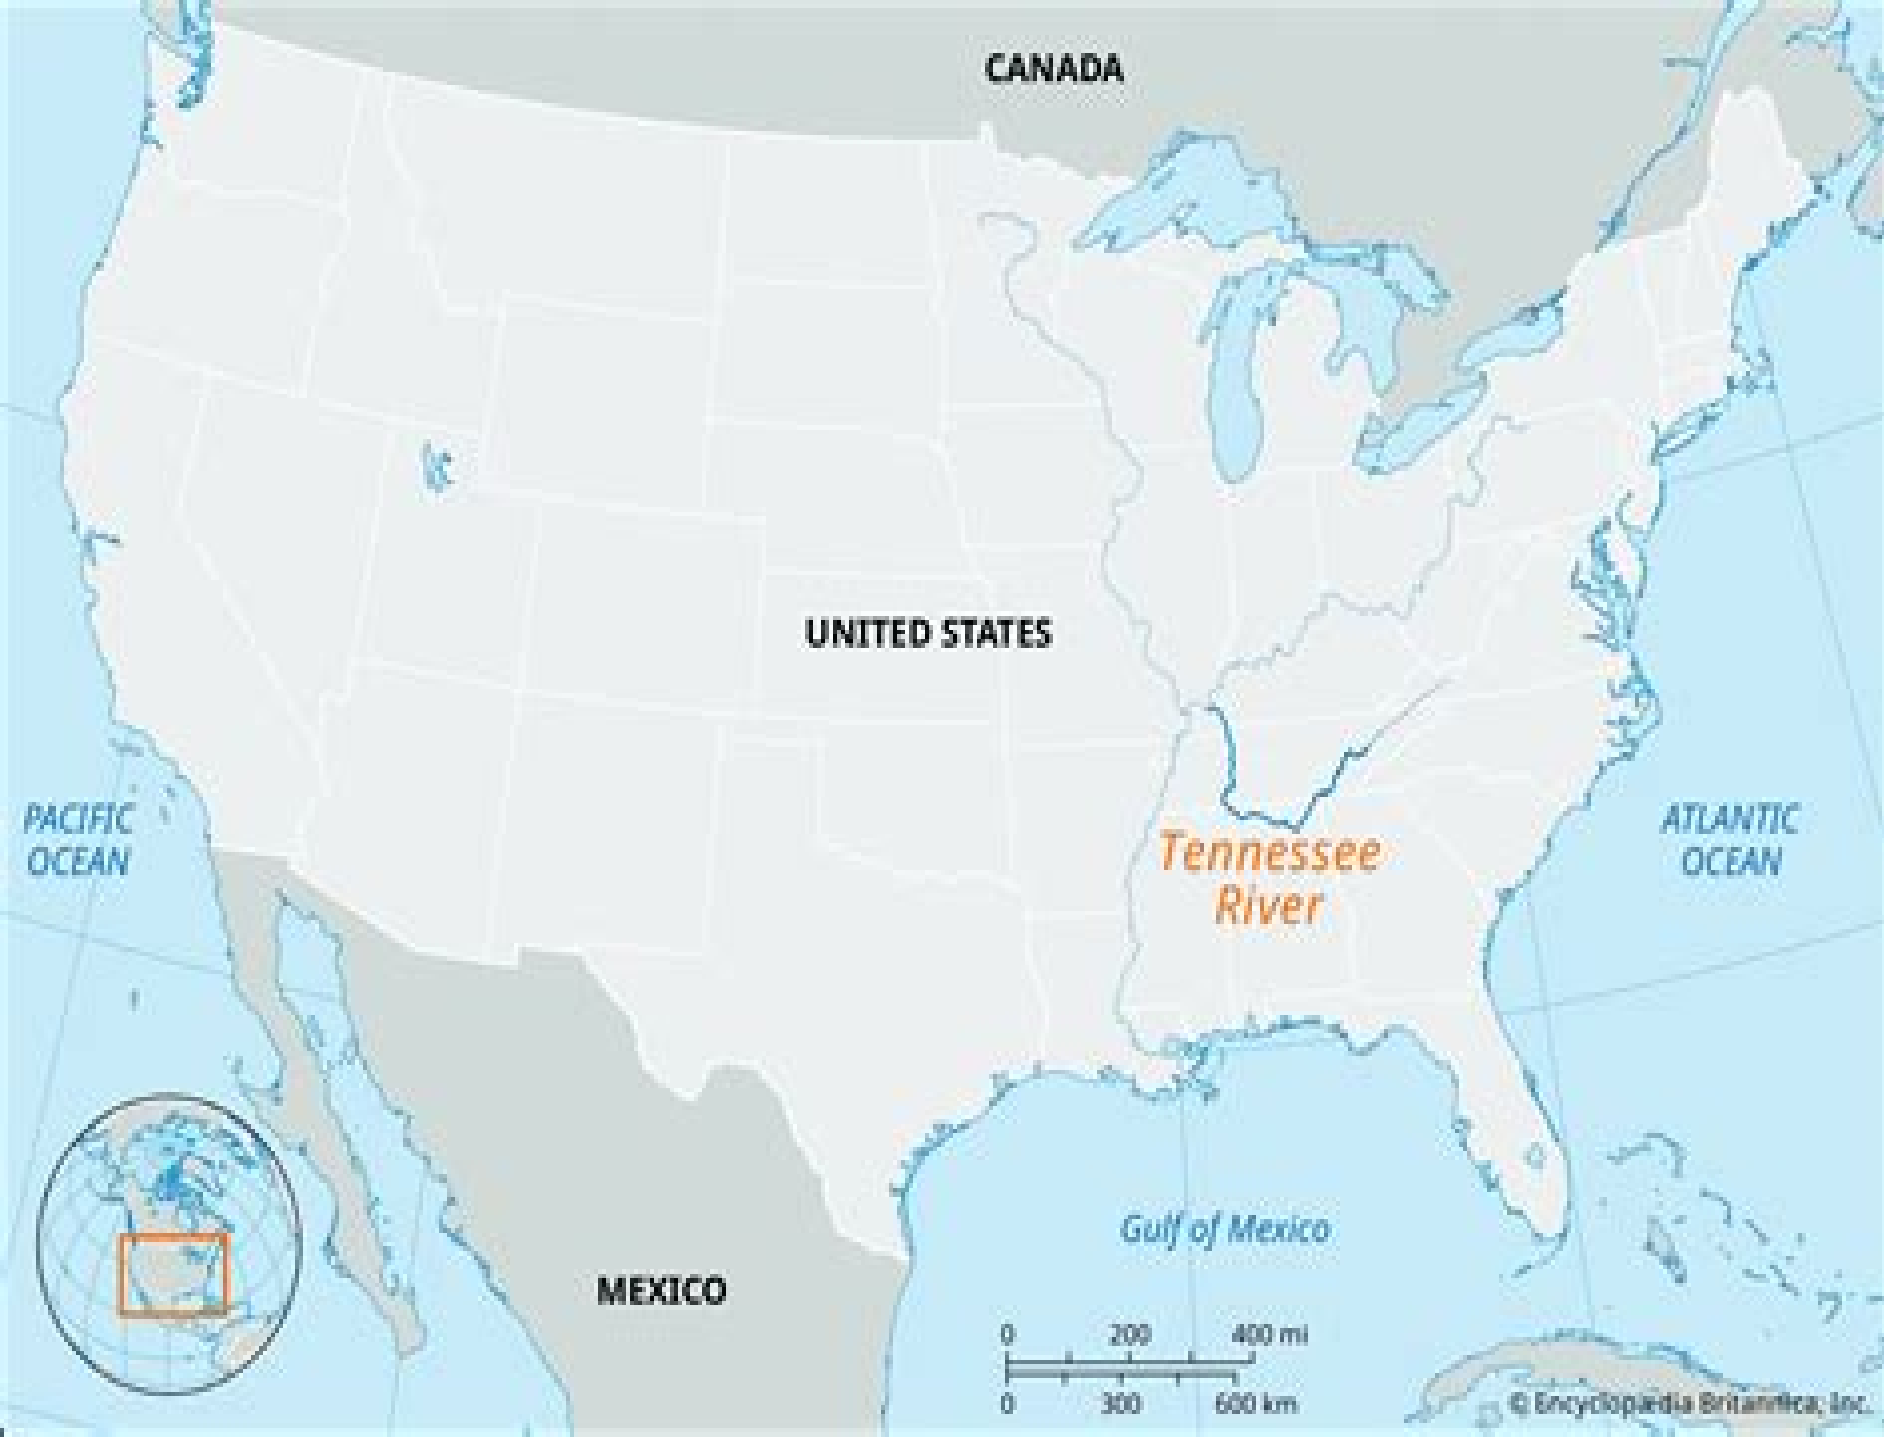 CANADA
UNITED STATES
PACIFIC
OCEAN
ATLANTIC
OCEAN
Tennessee
River
Gulf of Mexico
MEXICO
0 200 400 mi
0 300 600 km
© Encyclopædia Britannica, Inc.